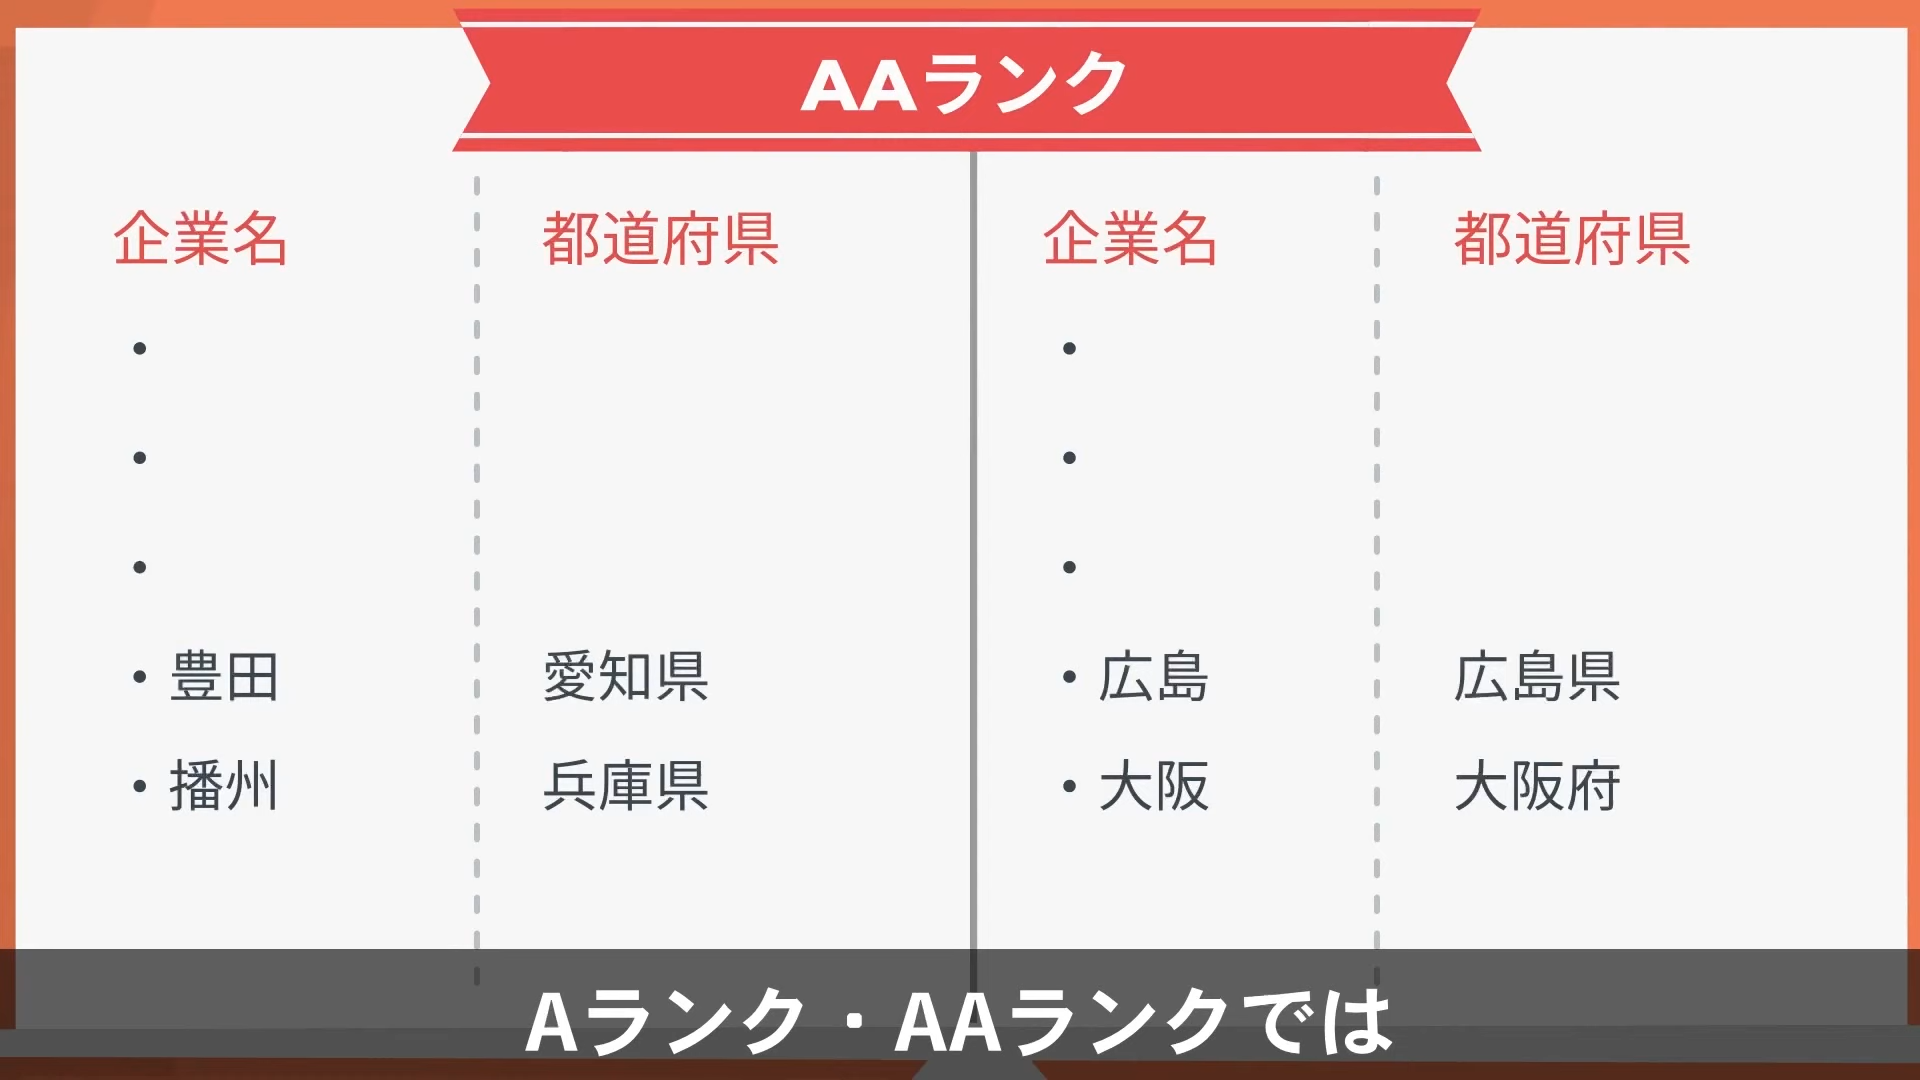 AAランク
企業名 都道府県 企業名 都道府県
•  •
•  •
•  •
• 豊田 愛知県 • 広島 広島県
• 播州 兵庫県 • 大阪 大阪府
Aランク・AAランクでは